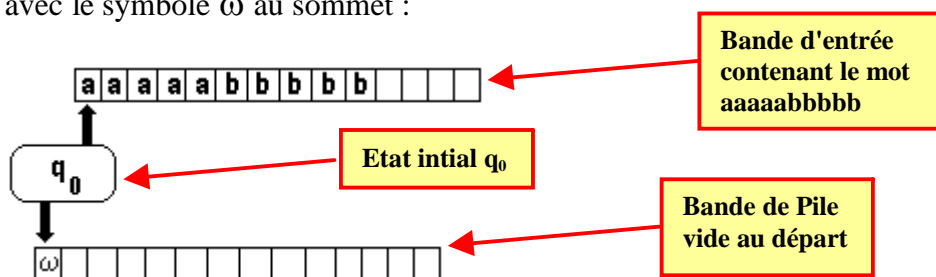 avec le symbole ω au sommet :
Bande d'entrée
contenant le mot
aaaaabbbbb
a a a a a b b b b b
Etat intial q₀
q₀
Bande de Pile
vide au départ
ω